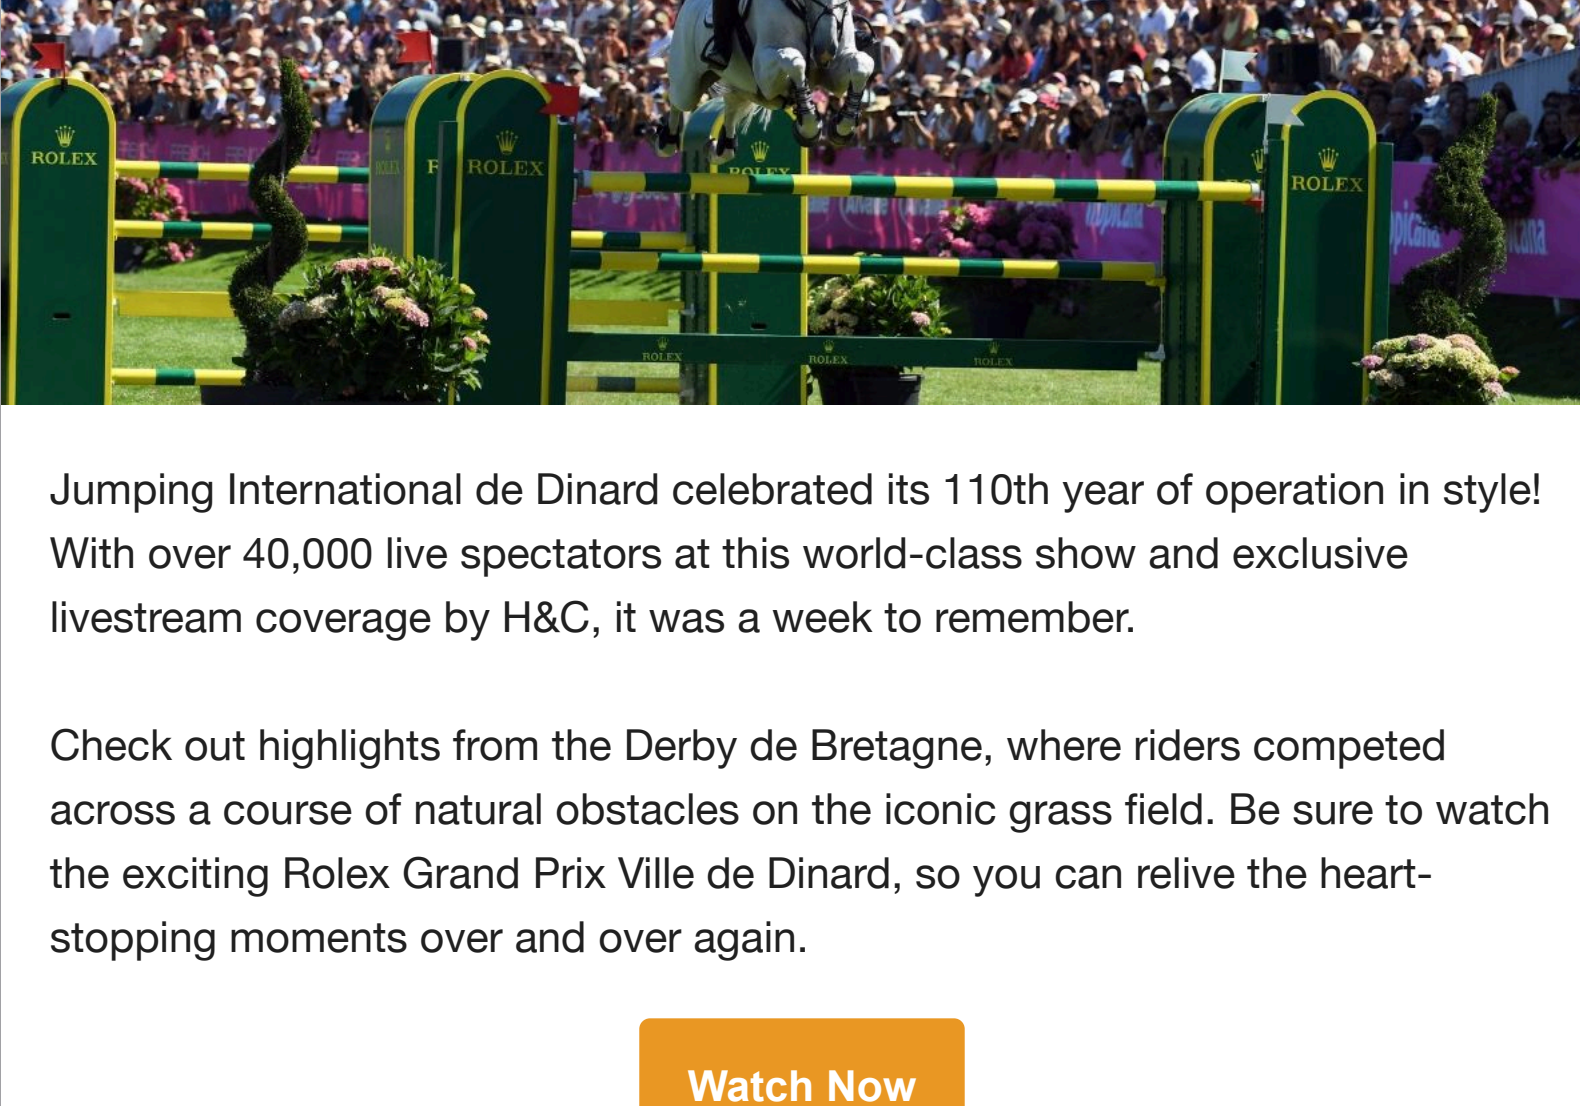 ROLEX
ROLEX
ROLEX
ROLEX
ROLEX
ROLEX
ROLEX
ROLEX
Tropicana
Jumping International de Dinard celebrated its 110th year of operation in style!
With over 40,000 live spectators at this world-class show and exclusive
livestream coverage by H&C, it was a week to remember.
Check out highlights from the Derby de Bretagne, where riders competed
across a course of natural obstacles on the iconic grass field. Be sure to watch
the exciting Rolex Grand Prix Ville de Dinard, so you can relive the heart-
stopping moments over and over again.
Watch Now